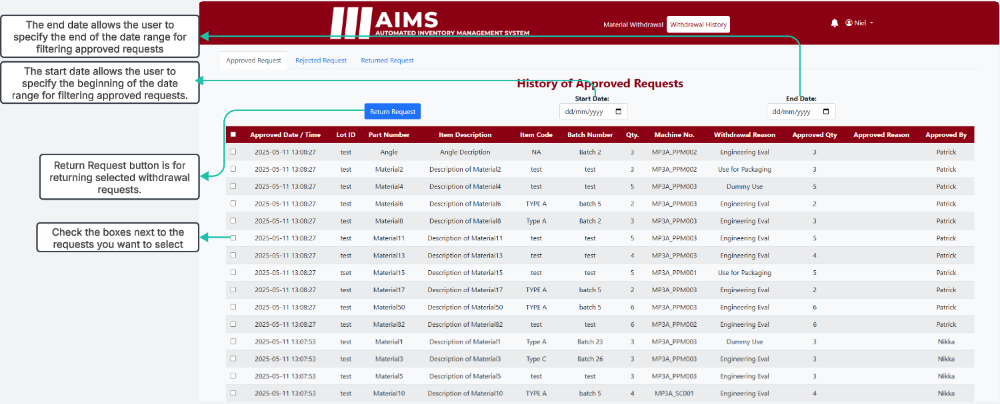 The end date allows the user to
specify the end of the date range for
filtering approved requests
The start date allows the user to
specify the beginning of the date
range for filtering approved requests.
Return Request button is for
returning selected withdrawal
requests.
Check the boxes next to the
requests you want to select
AIMS
AUTOMATED INVENTORY MANAGEMENT SYSTEM
Material Withdrawal Withdrawal History Niel
Approved Request Rejected Request Returned Request
History of Approved Requests
Start Date: End Date:
Return Request dd/mm/yyyy dd/mm/yyyy
Approved Date / Time Lot ID Part Number Item Description Item Code Batch Number Qty. Machine No. Withdrawal Reason Approved Qty Approved Reason Approved By
2025-05-11 13:08:27 test Angle Angle Decription NA Batch 2 3 MP3A_PPM002 Engineering Eval 3 Patrick
2025-05-11 13:08:27 test Material2 Description of Material2 test test 3 MP3A_PPM002 Use for Packaging 3 Patrick
2025-05-11 13:08:27 test Material4 Description of Material4 test test 5 MP3A_PPM003 Dummy Use 5 Patrick
2025-05-11 13:08:27 test Material6 Description of Material6 TYPE A batch 5 2 MP3A_PPM003 Engineering Eval 2 Patrick
2025-05-11 13:08:27 test Material8 Description of Material8 Type A Batch 2 3 MP3A_PPM003 Engineering Eval 3 Patrick
2025-05-11 13:08:27 test Material11 Description of Material11 test test 5 MP3A_PPM003 Engineering Eval 5 Patrick
2025-05-11 13:08:27 test Material13 Description of Material13 test test 4 MP3A_PPM003 Engineering Eval 4 Patrick
2025-05-11 13:08:27 tset Material15 Description of Material15 test test 5 MP3A_PPM001 Use for Packaging 5 Patrick
2025-05-11 13:08:27 test Material17 Description of Material17 TYPE A batch 5 2 MP3A_PPM003 Engineering Eval 2 Patrick
2025-05-11 13:08:27 test Material50 Description of Material50 TYPE A batch 5 6 MP3A_PPM003 Engineering Eval 6 Patrick
2025-05-11 13:08:27 test Material82 Description of Material82 test test 6 MP3A_PPM002 Engineering Eval 6 Patrick
2025-05-11 13:07:53 test Material1 Description of Material1 Type A Batch 23 3 MP3A_PPM003 Dummy Use 3 Nikka
2025-05-11 13:07:53 test Material3 Description of Material3 Type C Batch 26 3 MP3A_PPM003 Engineering Eval 3 Nikka
2025-05-11 13:07:53 test Material5 Description of Material5 test test 3 MP3A_PPM003 Engineering Eval 3 Nikka
2025-05-11 13:07:53 test Material10 Description of Material10 TYPE A batch 5 4 MP3A_SC001 Engineering Eval 4 Nikka